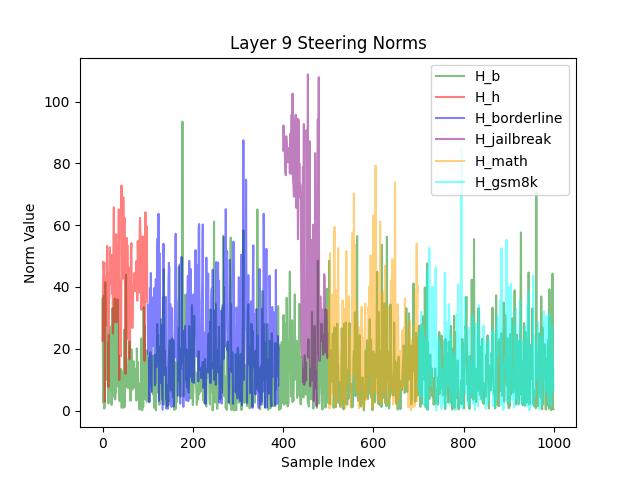 Layer 9 Steering Norms
H_b
H_h
H_borderline
H_jailbreak
H_math
H_gsm8k
Norm Value
100
80
60
40
20
0
0 200 400 600 800 1000
Sample Index